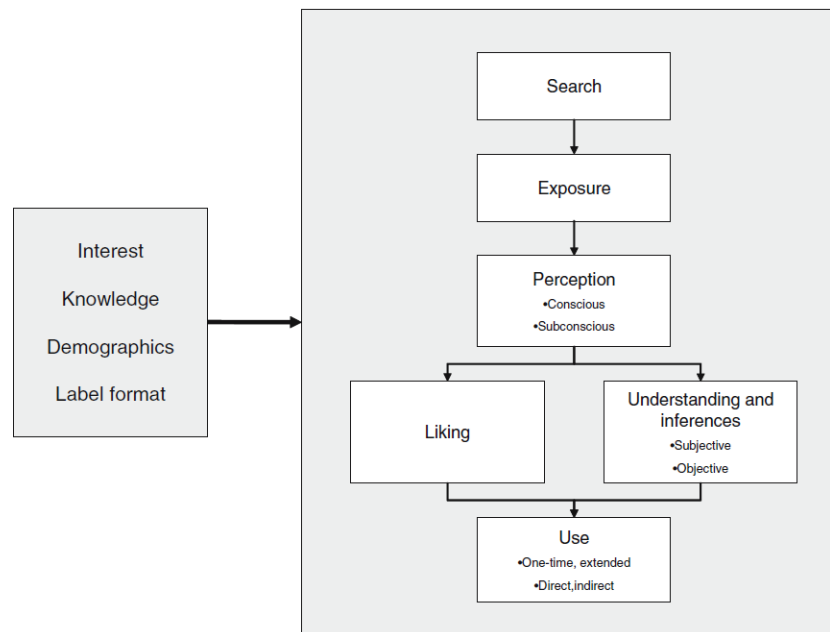 Search
Exposure
Interest
Knowledge
Demographics
Label format
Perception
•Conscious
•Subconscious
Liking
Understanding and
inferences
•Subjective
•Objective
Use
•One-time, extended
•Direct,indirect